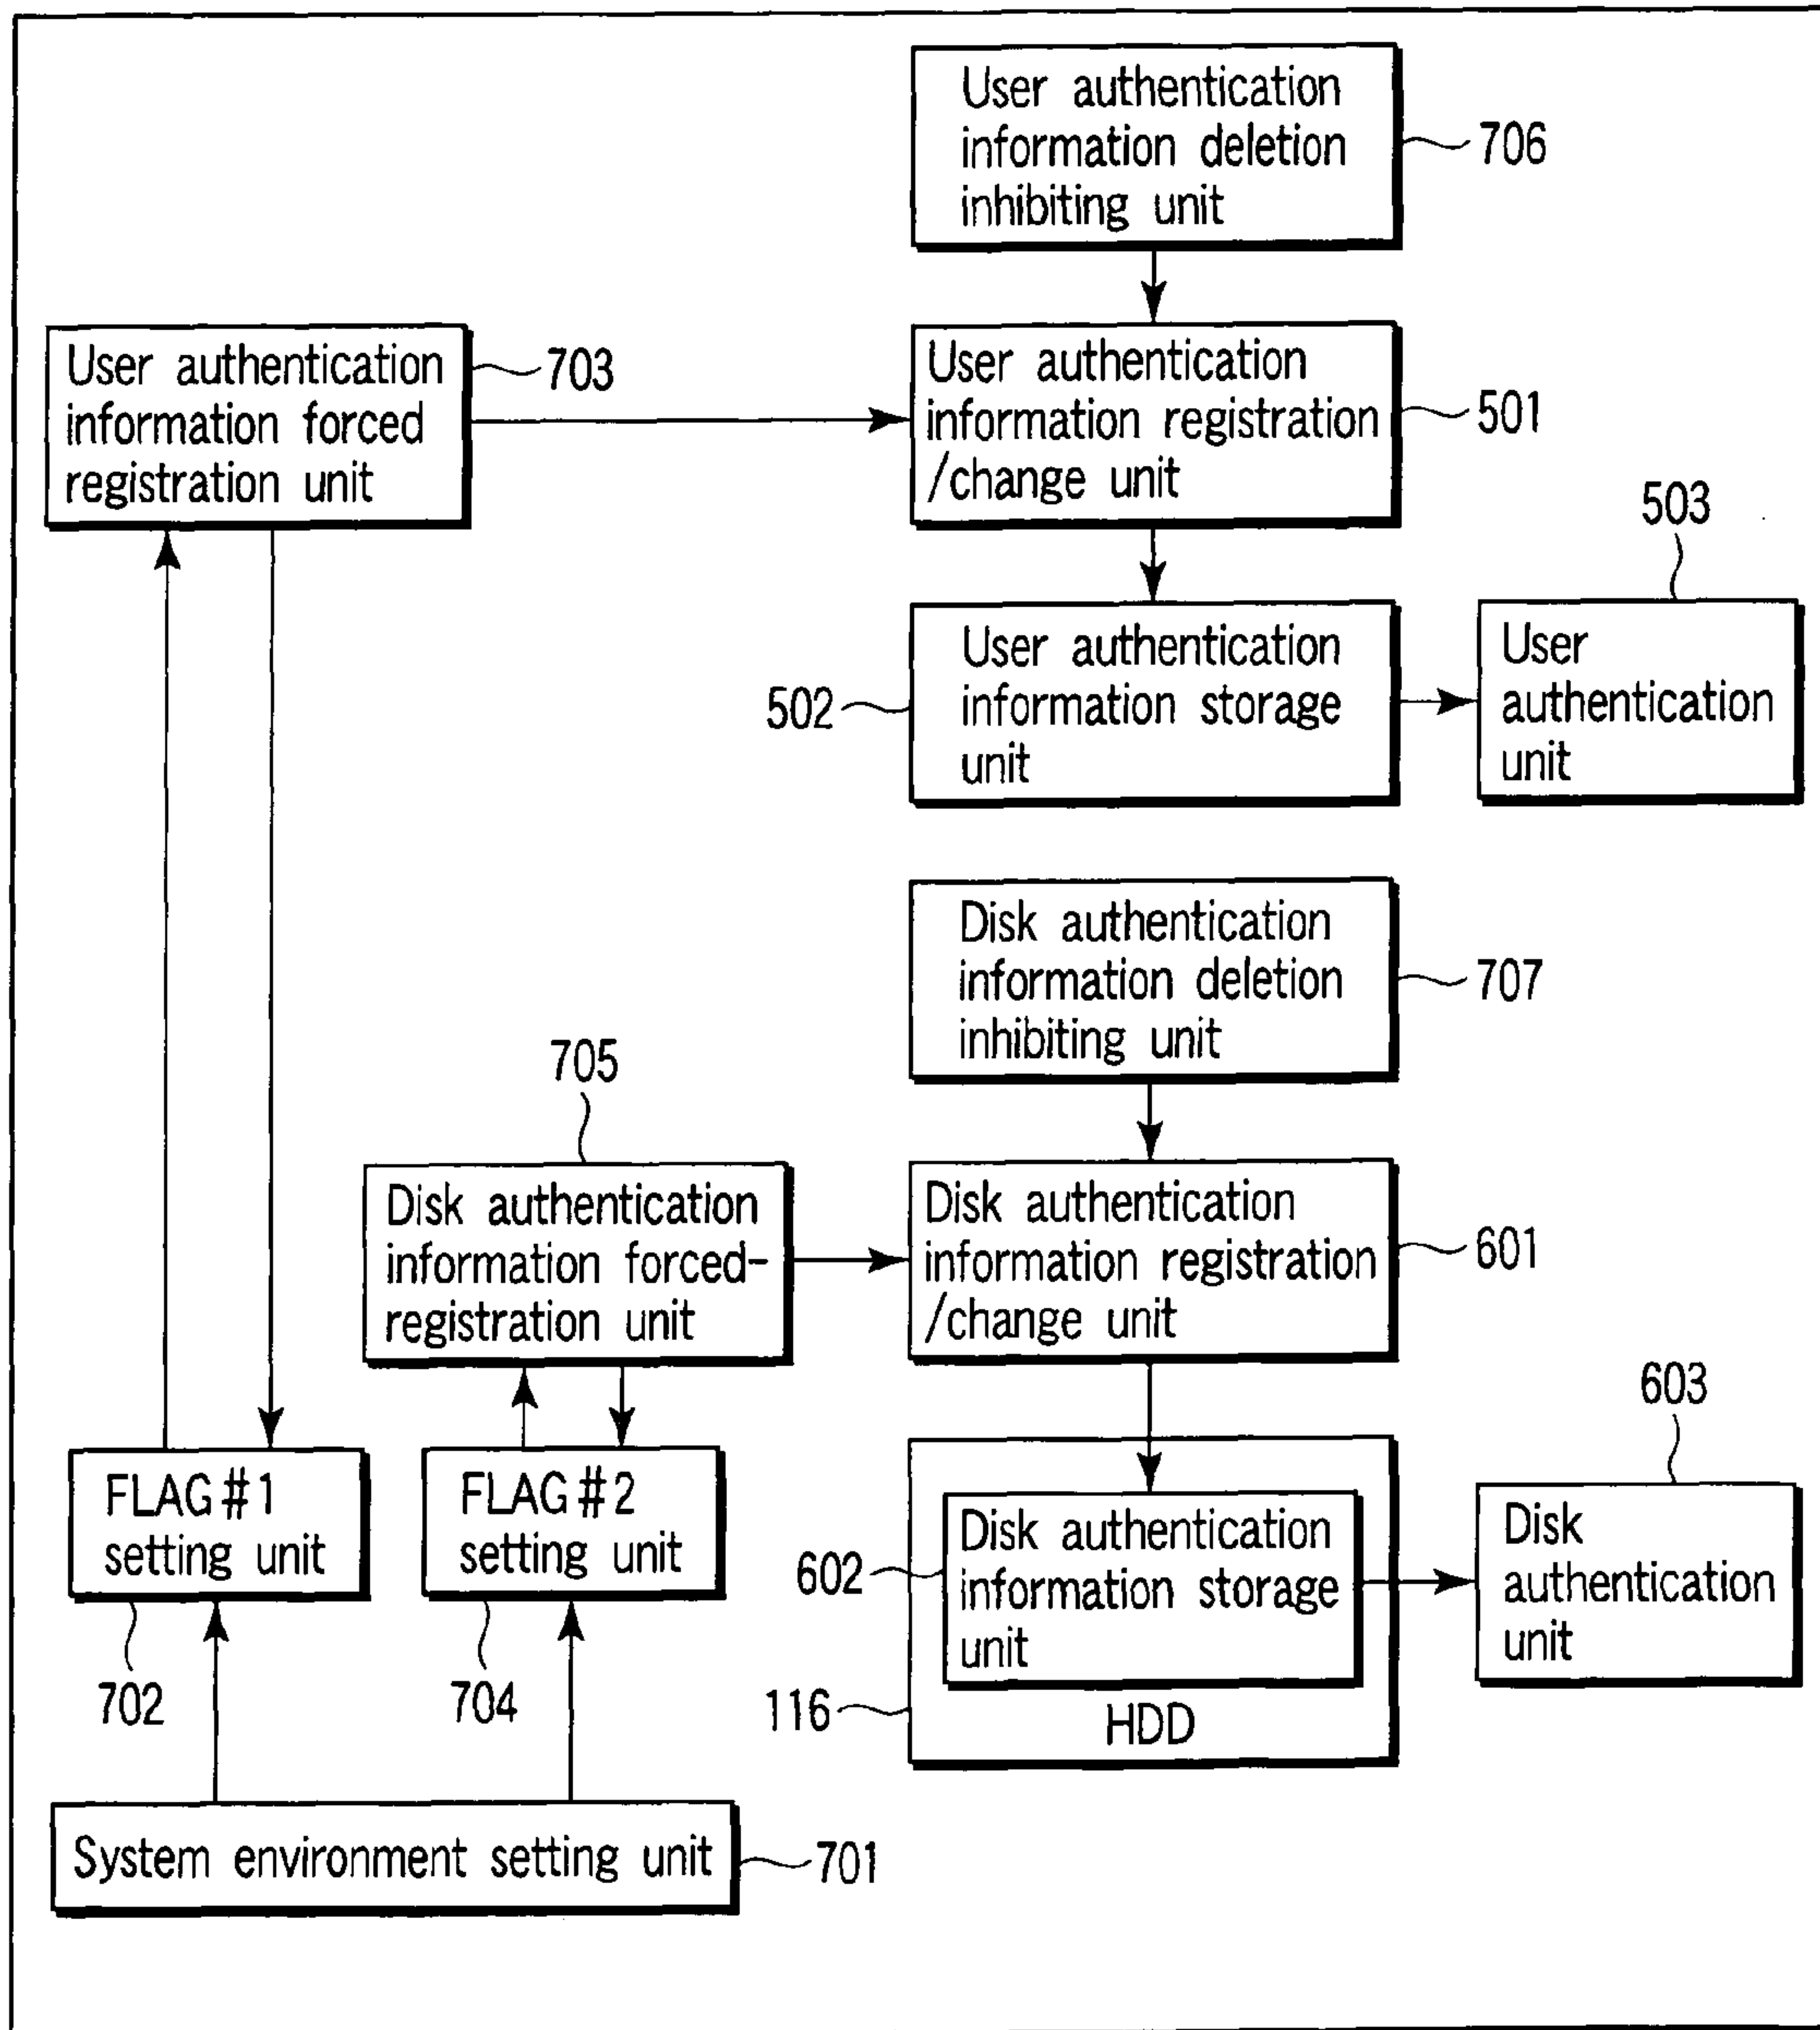 User authentication
information deletion
inhibiting unit
706
User authentication
information forced
registration unit
703
User authentication
information registration
/change unit
501
503
User authentication
information storage
unit
502
User
authentication
unit
Disk authentication
information deletion
inhibiting unit
707
705
Disk authentication
information forced-
registration unit
Disk authentication
information registration
/change unit
601
603
FLAG#1
setting unit
702
FLAG#2
setting unit
704
Disk authentication
information storage
unit
602
116
HDD
Disk
authentication
unit
System environment setting unit
701